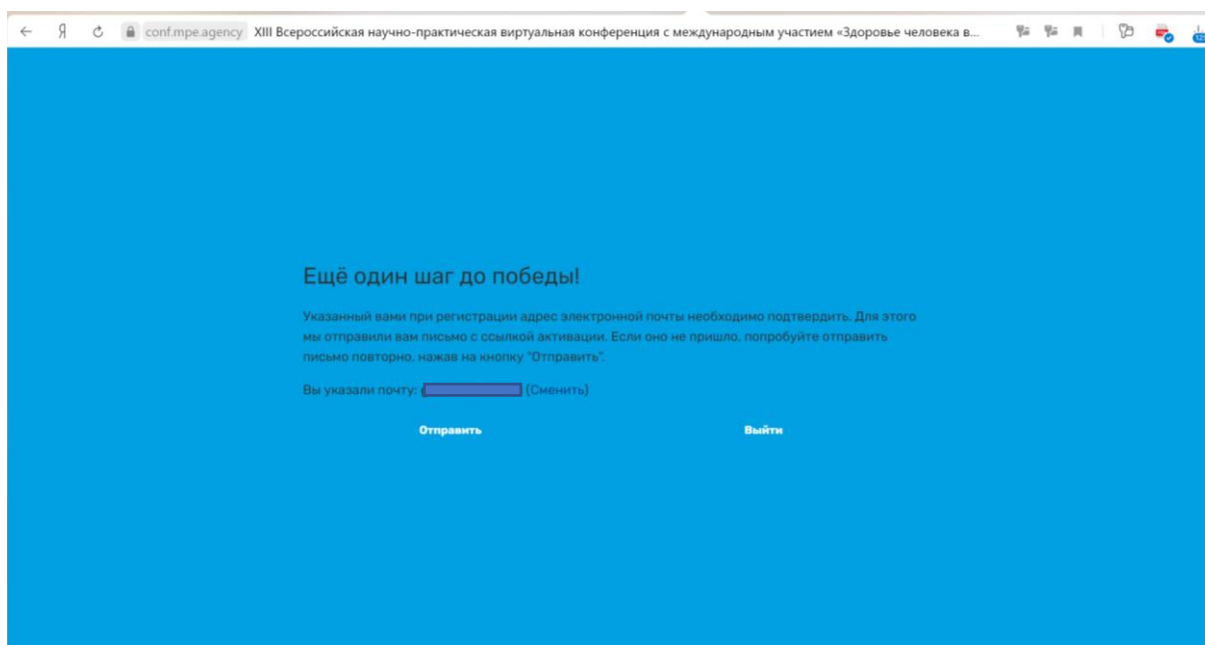 Я conf.mpe.agency XIII Всероссийская научно-практическая виртуальная конференция с международным участием «Здоровье человека в...
Ещё один шаг до победы!
Указанный вами при регистрации адрес электронной почты необходимо подтвердить. Для этого
мы отправили вам письмо с ссылкой активации. Если оно не пришло, попробуйте отправить
письмо повторно, нажав на кнопку "Отправить".
Вы указали почту: (Сменить)
Отправить Выйти